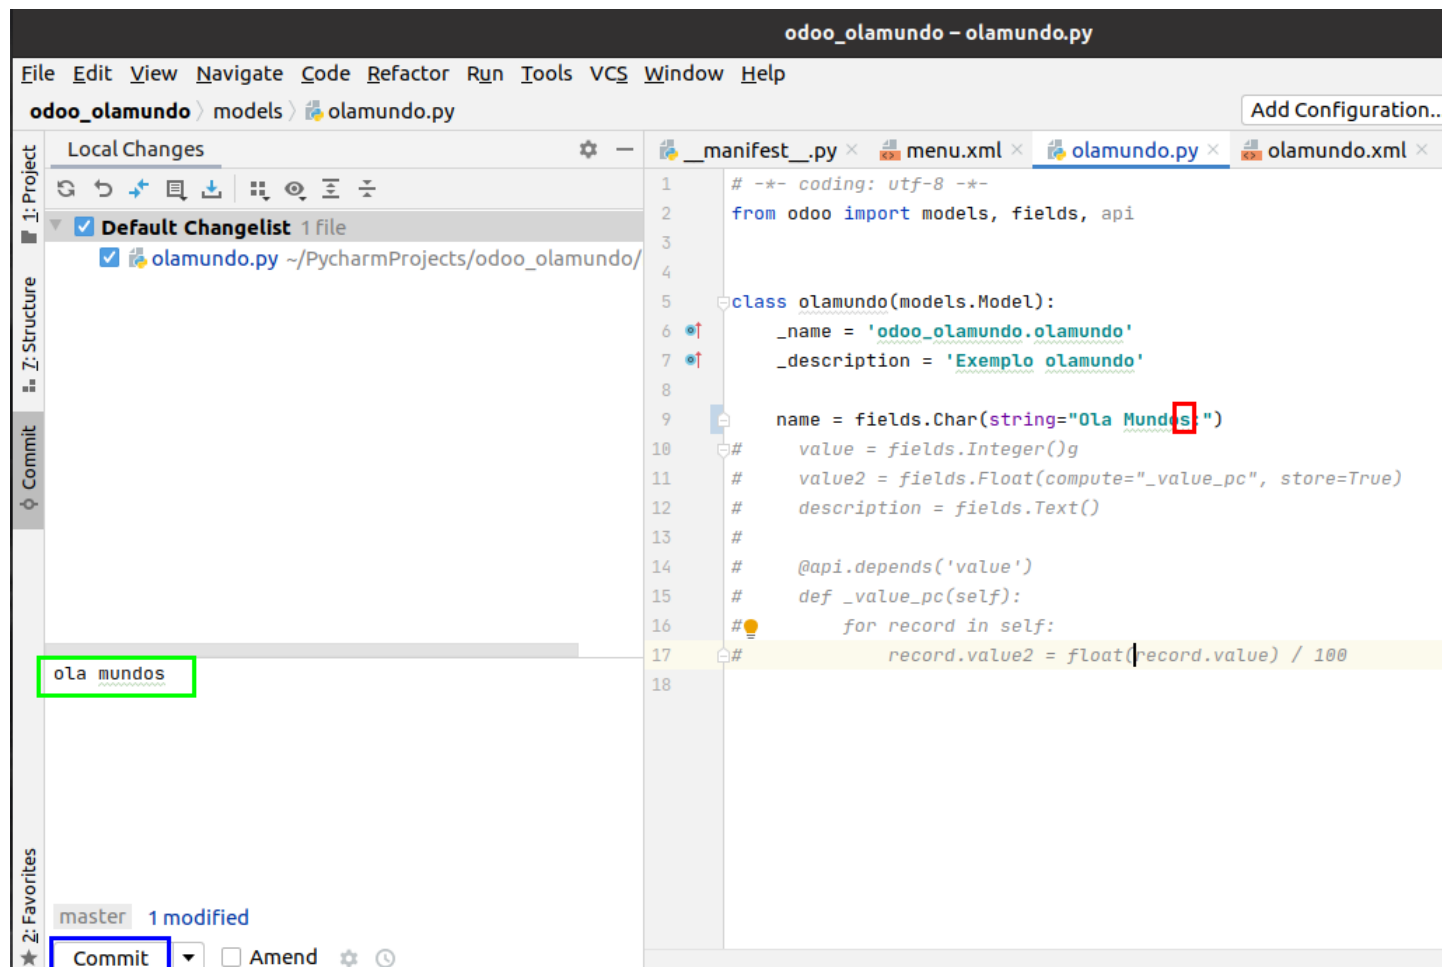 odoo_olamundo – olamundo.py
File Edit View Navigate Code Refactor Run Tools VCS Window Help
odoo_olamundo models olamundo.py
Add Configuration...
1: Project
Z: Structure
Commit
2: Favorites
Local Changes
Default Changelist 1 file
olamundo.py ~/PycharmProjects/odoo_olamundo/
ola mundos
master 1 modified
Commit Amend
__manifest__.py menu.xml olamundo.py olamundo.xml
1 # -*- coding: utf-8 -*-
2 from odoo import models, fields, api
3
4
5 class olamundo(models.Model):
6 _name = 'odoo_olamundo.olamundo'
7 _description = 'Exemplo olamundo'
8
9 name = fields.Char(string="Ola Mundos:")
10 # value = fields.Integer()g
11 # value2 = fields.Float(compute="_value_pc", store=True)
12 # description = fields.Text()
13 #
14 # @api.depends('value')
15 # def _value_pc(self):
16 # for record in self:
17 # record.value2 = float(record.value) / 100
18